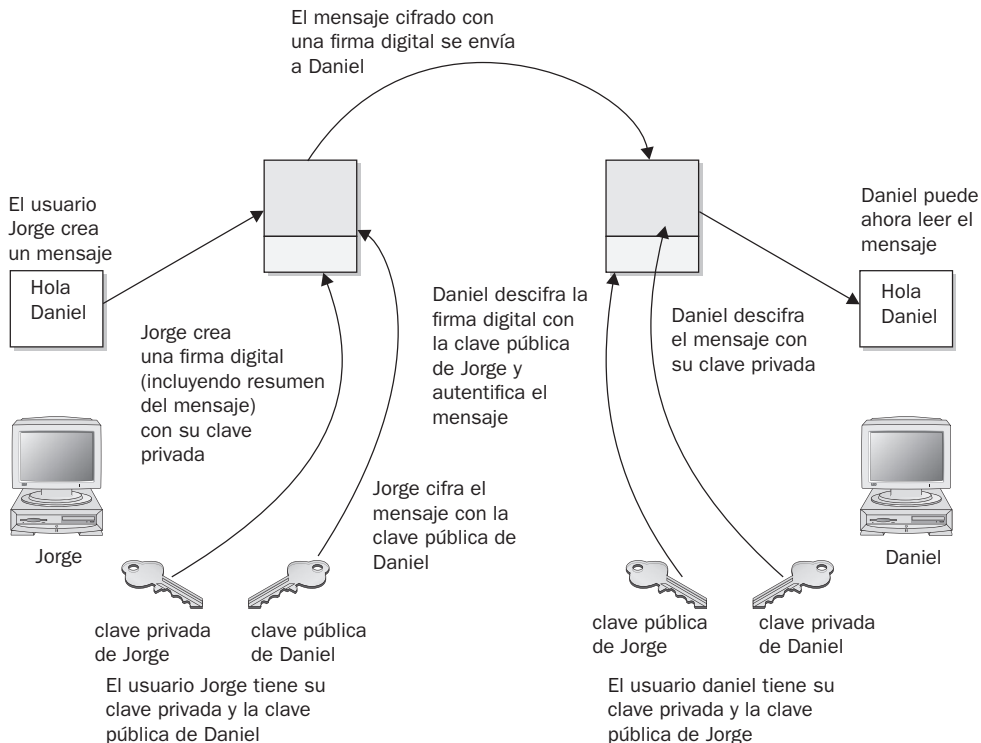 El mensaje cifrado con
una firma digital se envía
a Daniel
El usuario
Jorge crea
un mensaje
Hola
Daniel
Jorge crea
una firma digital
(incluyendo resumen
del mensaje)
con su clave
privada
Jorge cifra el
mensaje con la
clave pública de
Daniel
Jorge
clave privada
de Jorge
clave pública
de Daniel
El usuario Jorge tiene su
clave privada y la clave
pública de Daniel
Daniel descifra la
firma digital con
la clave pública
de Jorge y
autentifica el
mensaje
Daniel descifra
el mensaje con
su clave privada
Daniel puede
ahora leer el
mensaje
Hola
Daniel
Daniel
clave pública
de Jorge
clave privada
de Daniel
El usuario daniel tiene su
clave privada y la clave
pública de Jorge